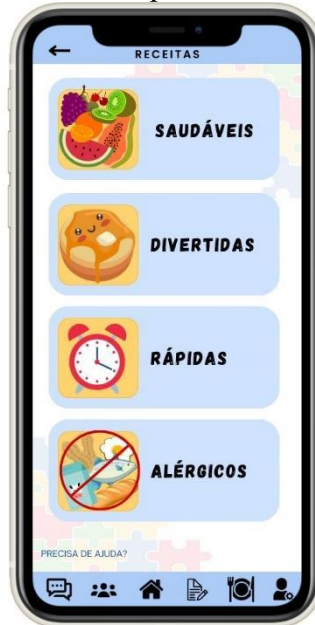 RECEITAS
SAUDÁVEIS
DIVERTIDAS
RÁPIDAS
ALÉRGICOS
PRECISA DE AJUDA?